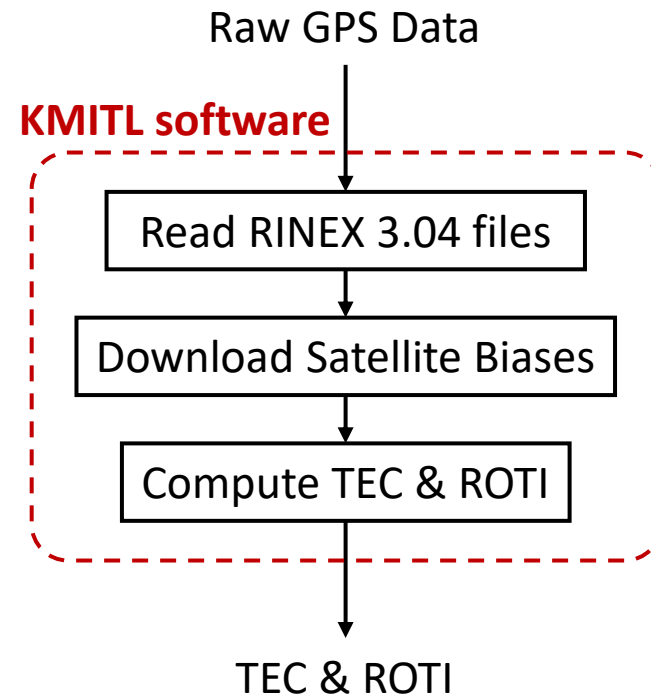 Raw GPS Data
KMITL software
Read RINEX 3.04 files
Download Satellite Biases
Compute TEC & ROTI
TEC & ROTI